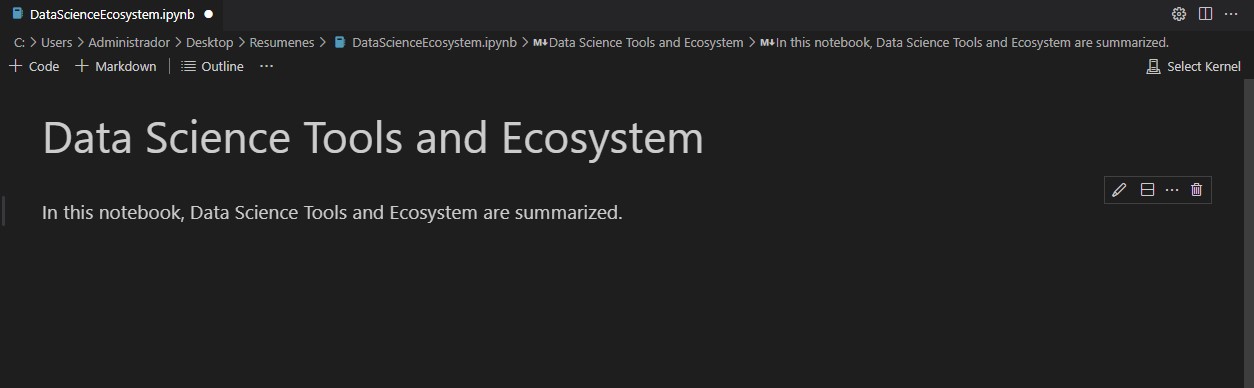 DataScienceEcosystem.ipynb
C: > Users > Administrador > Desktop > Resumenes > DataScienceEcosystem.ipynb > M↓Data Science Tools and Ecosystem > M↓In this notebook, Data Science Tools and Ecosystem are summarized.
+ Code + Markdown | Outline ··· Select Kernel
Data Science Tools and Ecosystem
In this notebook, Data Science Tools and Ecosystem are summarized.